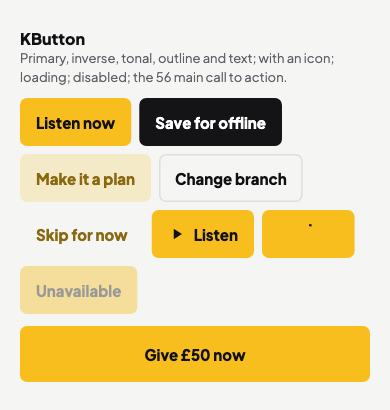 KButton
Primary, inverse, tonal, outline and text; with an icon;
loading; disabled; the 56 main call to action.
Listen now
Save for offline
Make it a plan
Change branch
Skip for now
Listen
Unavailable
Give £50 now